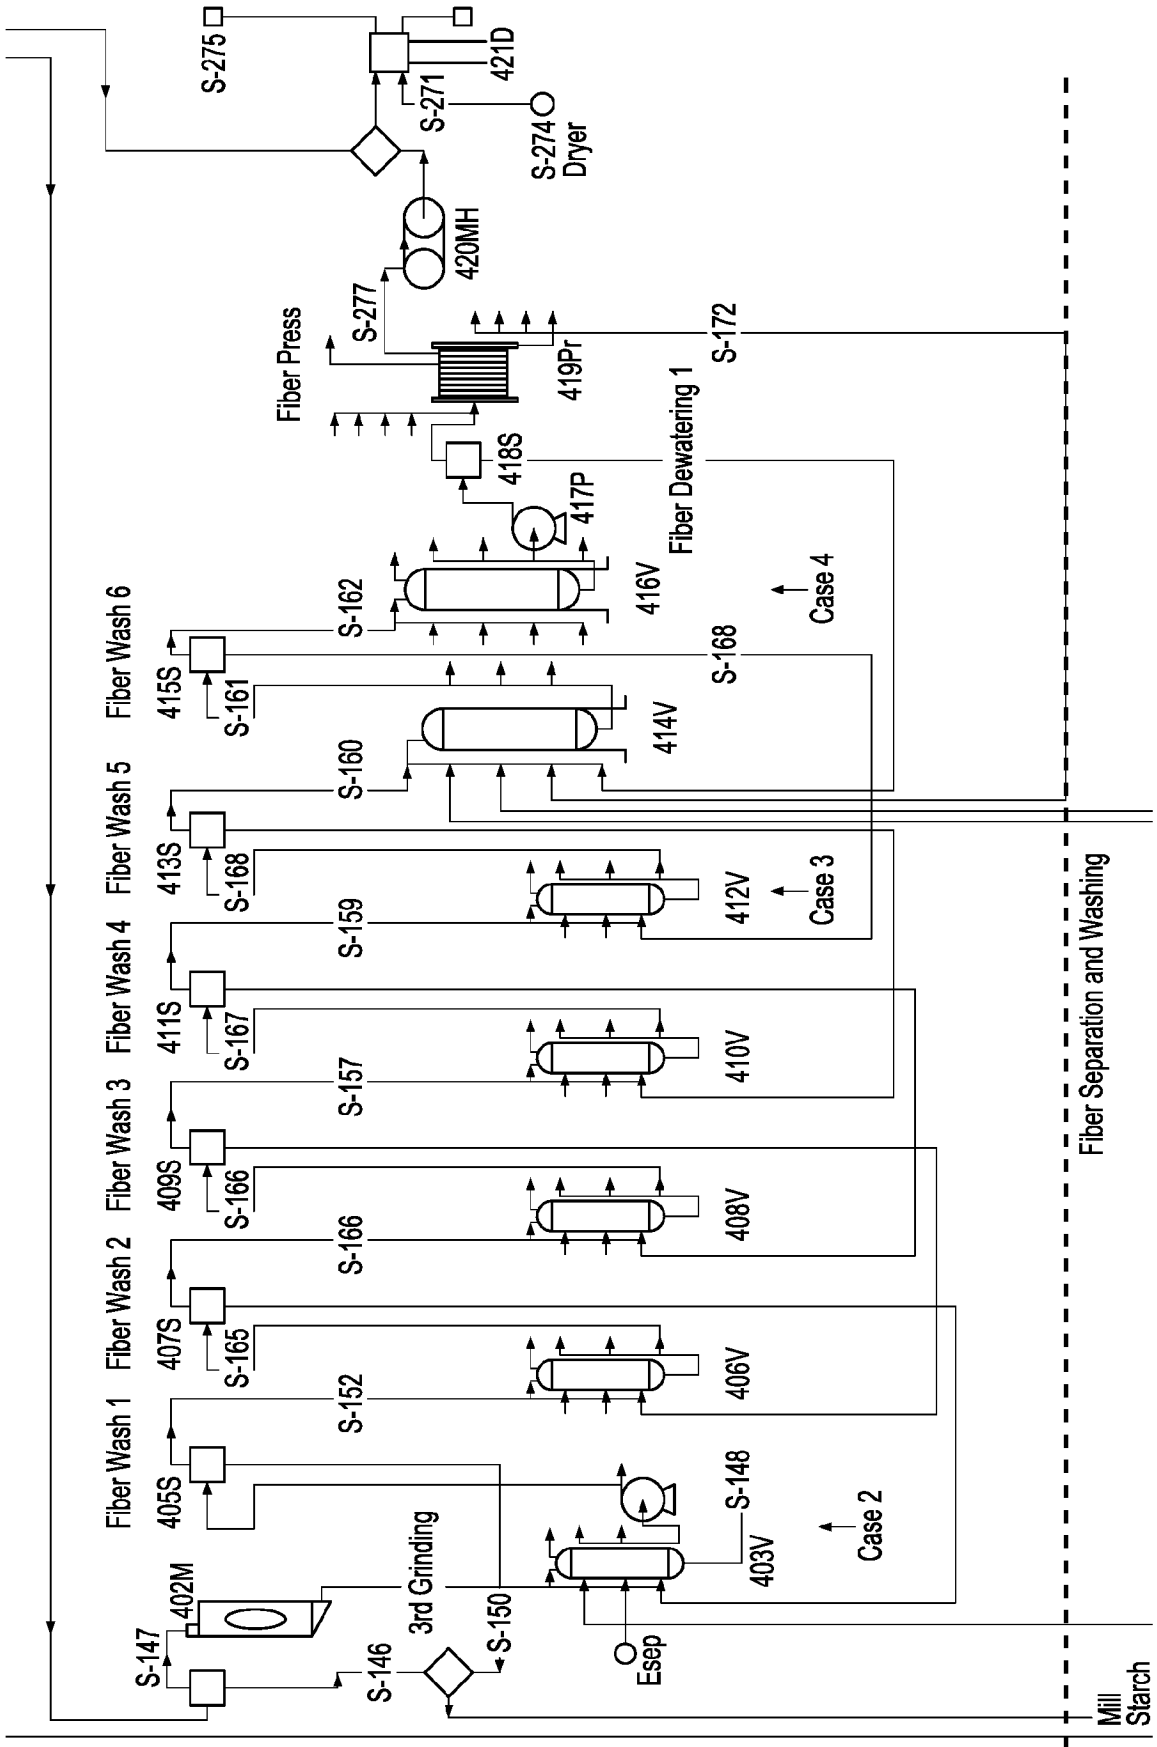 Fiber Wash 1
Fiber Wash 2
Fiber Wash 3
Fiber Wash 4
Fiber Wash 5
Fiber Wash 6
405S
407S
409S
411S
413S
415S
S-275
402M
S-147
S-165
S-166
S-167
S-168
S-161
Fiber Press
S-146
S-152
S-166
S-157
S-159
S-160
S-162
S-277
3rd Grinding
S-271
420MH
421D
S-150
418S
S-274
Dryer
419Pr
417P
Esep
416V
414V
Fiber Dewatering 1
403V
S-148
406V
408V
410V
412V
S-168
S-172
Case 2
Case 3
Case 4
Fiber Separation and Washing
Mill
Starch